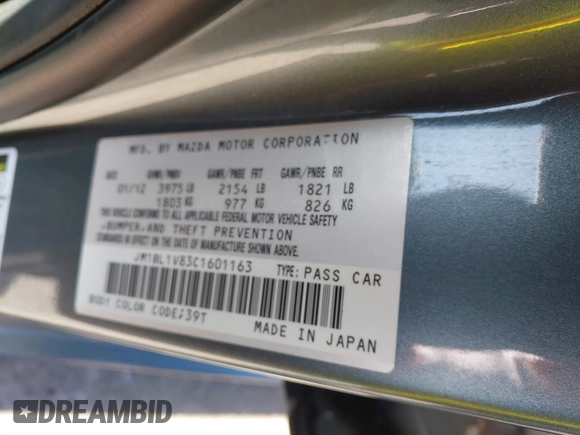 MFD. BY MAZDA MOTOR CORPORATION
GVWR/PNBV GAWR/PNBE FRT GAWR/PNBE RR
01/12 3975 LB 2154 LB 1821 LB
1803 KG 977 KG 826 KG
THIS VEHICLE CONFORMS TO ALL APPLICABLE FEDERAL MOTOR VEHICLE SAFETY
,BUMPER,AND THEFT PREVENTION
STANDARDS IN EFFECT ON THE DATE OF MANUFACTURE SHOWN ABOVE.
JM1BL1V83C1601163 TYPE: PASS CAR
BODY COLOR CODE;39T
MADE IN JAPAN
DREAMBID